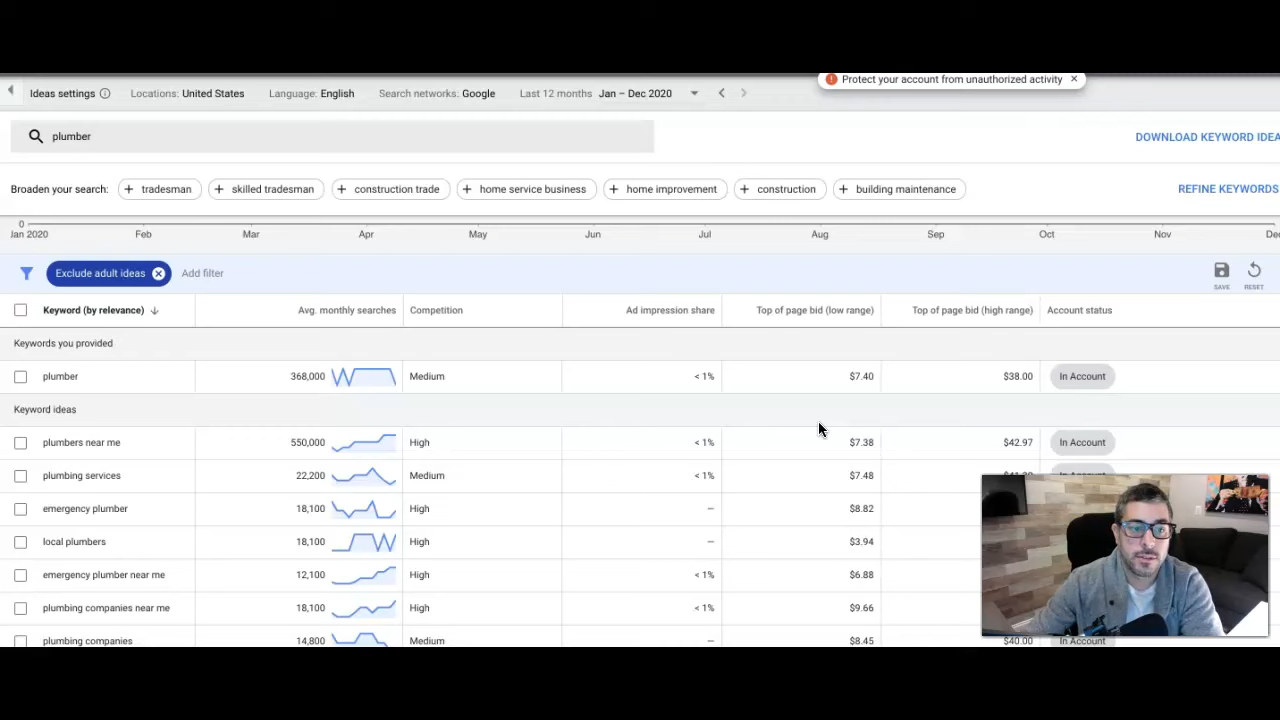 Protect your account from unauthorized activity
Ideas settings Locations: United States Language: English Search networks: Google Last 12 months Jan – Dec 2020
plumber DOWNLOAD KEYWORD IDEA
Broaden your search: + tradesman + skilled tradesman + construction trade + home service business + home improvement + construction + building maintenance REFINE KEYWORDS
0
Jan 2020 Feb Mar Apr May Jun Jul Aug Sep Oct Nov De
Exclude adult ideas Add filter SAVE RESET
Keyword (by relevance) Avg. monthly searches Competition Ad impression share Top of page bid (low range) Top of page bid (high range) Account status
Keywords you provided
plumber 368,000 Medium < 1% $7.40 $38.00 In Account
Keyword ideas
plumbers near me 550,000 High < 1% $7.38 $42.97 In Account
plumbing services 22,200 Medium < 1% $7.48
emergency plumber 18,100 High – $8.82
local plumbers 18,100 High – $3.94
emergency plumber near me 12,100 High < 1% $6.88
plumbing companies near me 18,100 High < 1% $9.66
plumbing companies 14,800 Medium – $8.45 $40.00 In Account